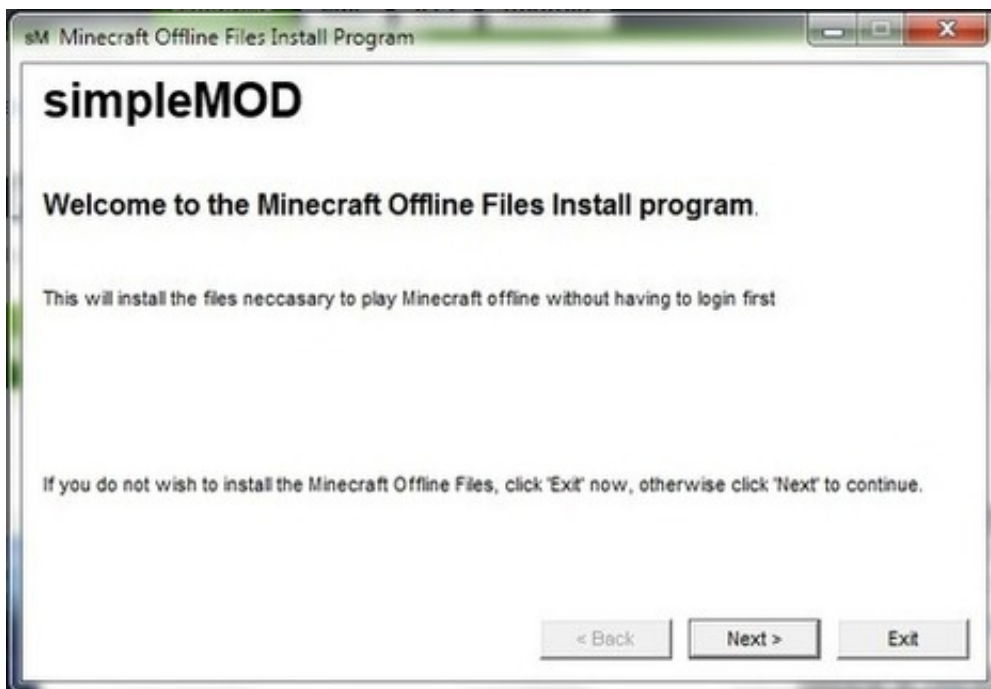 sM Minecraft Offline Files Install Program
simpleMOD
Welcome to the Minecraft Offline Files Install program.
This will install the files neccasary to play Minecraft offline without having to login first
If you do not wish to install the Minecraft Offline Files, click 'Exit' now, otherwise click 'Next' to continue.
< Back Next > Exit